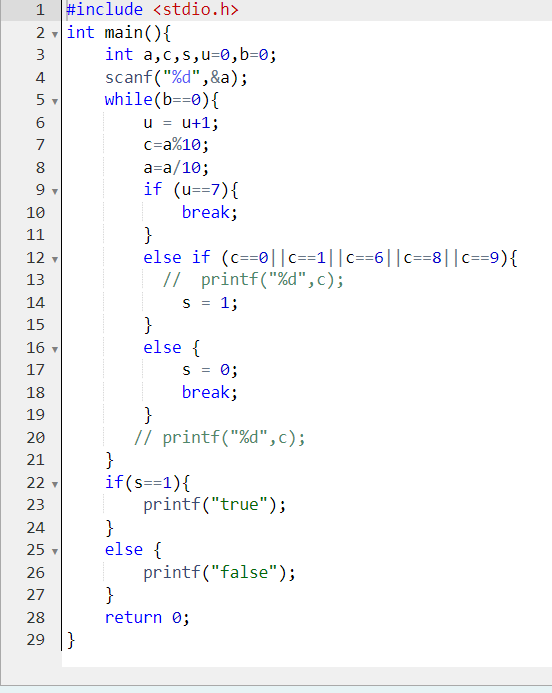 1 #include <stdio.h>
2 int main(){
3 int a,c,s,u=0,b=0;
4 scanf("%d",&a);
5 while(b==0){
6 u = u+1;
7 c=a%10;
8 a=a/10;
9 if (u==7){
10 break;
11 }
12 else if (c==0||c==1||c==6||c==8||c==9){
13 // printf("%d",c);
14 s = 1;
15 }
16 else {
17 s = 0;
18 break;
19 }
20 // printf("%d",c);
21 }
22 if(s==1){
23 printf("true");
24 }
25 else {
26 printf("false");
27 }
28 return 0;
29 }